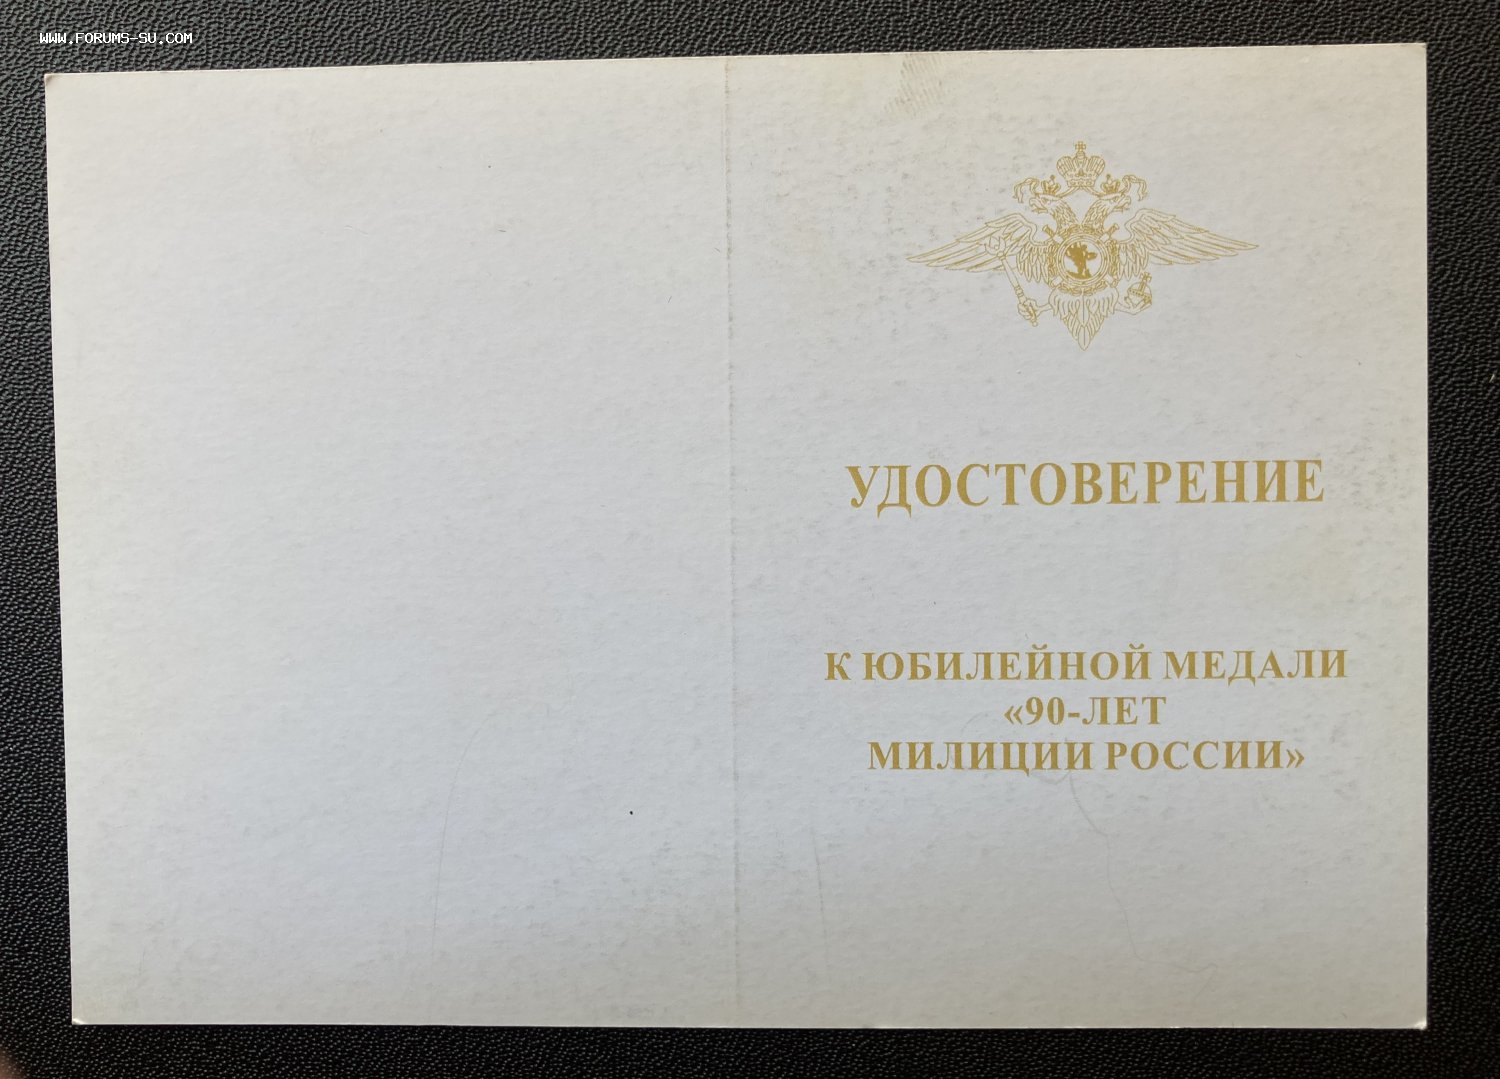 WWW.FORUMS-SU.COM
УДОСТОВЕРЕНИЕ
К ЮБИЛЕЙНОЙ МЕДАЛИ
«90-ЛЕТ
МИЛИЦИИ РОССИИ»